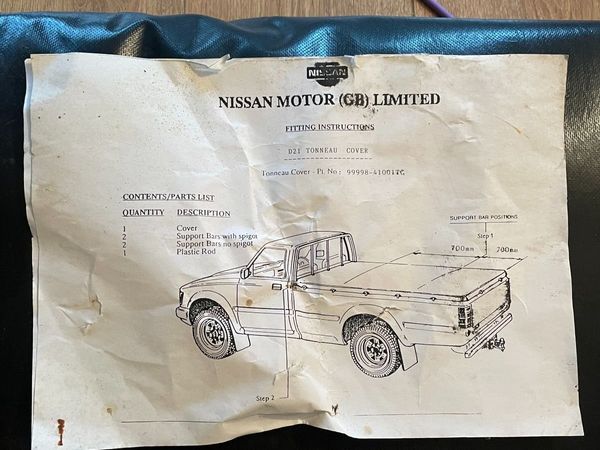 NISSAN
NISSAN MOTOR (GB) LIMITED
FITTING INSTRUCTIONS
D21 TONNEAU COVER
Tonneau Cover - Pt. No: 99998-41001TC
CONTENTS/PARTS LIST
QUANTITY DESCRIPTION
1 Cover
2 Support Bars with spigot
2 Support Bars no spigot
1 Plastic Rod
SUPPORT BAR POSITIONS
Step 1
700mm 700mm
Step 2